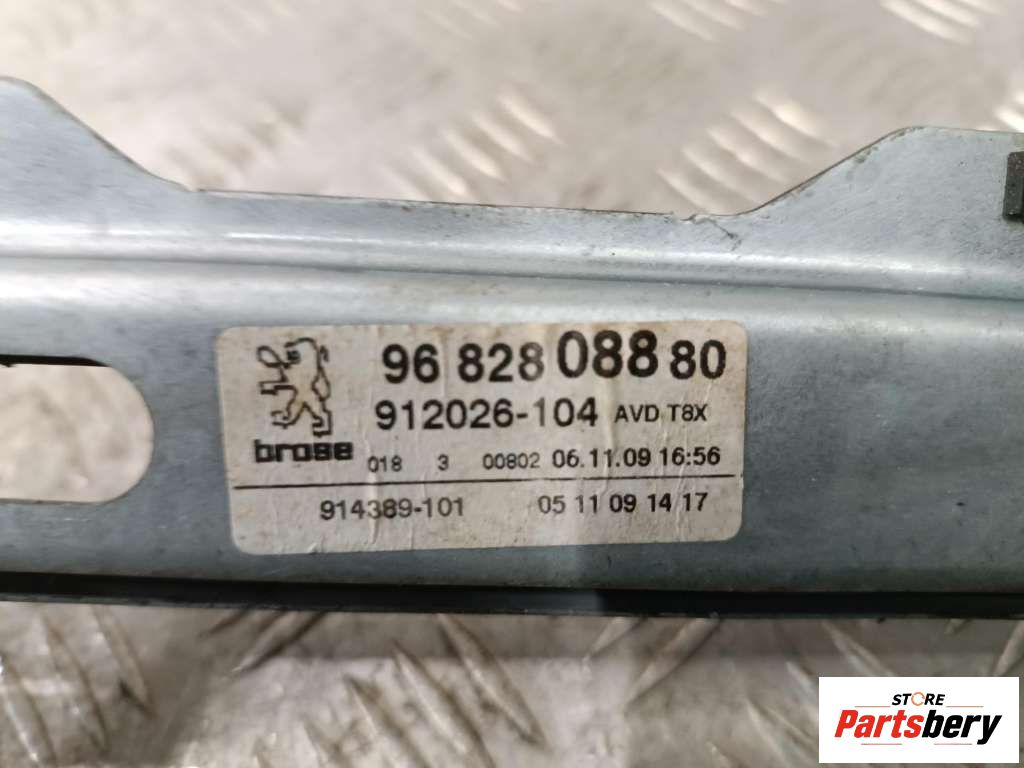 96 828 088 80
912026-104 AVD T8X
brose 018 3 00802 06.11.09 16:56
914389-101 05 11 09 14 17
STORE
Partsbery